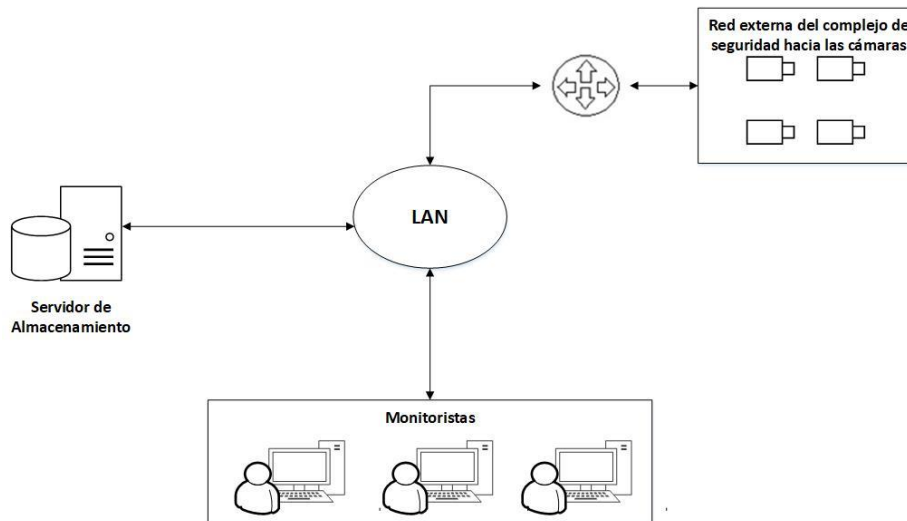 Red externa del complejo de
seguridad hacia las cámaras
LAN
Servidor de
Almacenamiento
Monitoristas